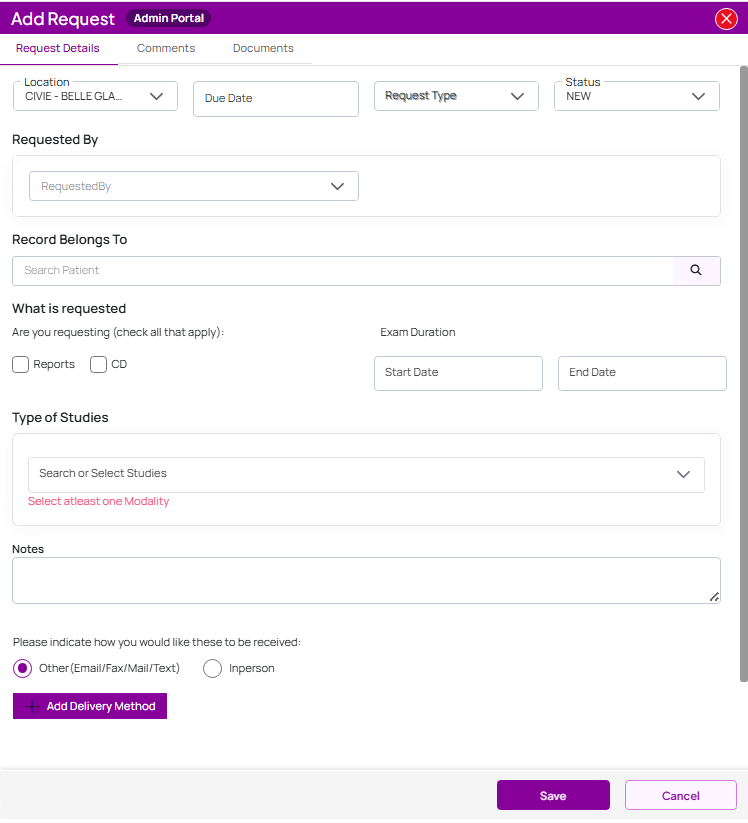 Add Request Admin Portal
Request Details Comments Documents
Location Status
CIVIE - BELLE GLA... Due Date Request Type NEW
Requested By
RequestedBy
Record Belongs To
Search Patient
What is requested
Are you requesting (check all that apply): Exam Duration
Reports CD
Start Date End Date
Type of Studies
Search or Select Studies
Select atleast one Modality
Notes
Please indicate how you would like these to be received:
Other(Email/Fax/Mail/Text) Inperson
Add Delivery Method
Save Cancel